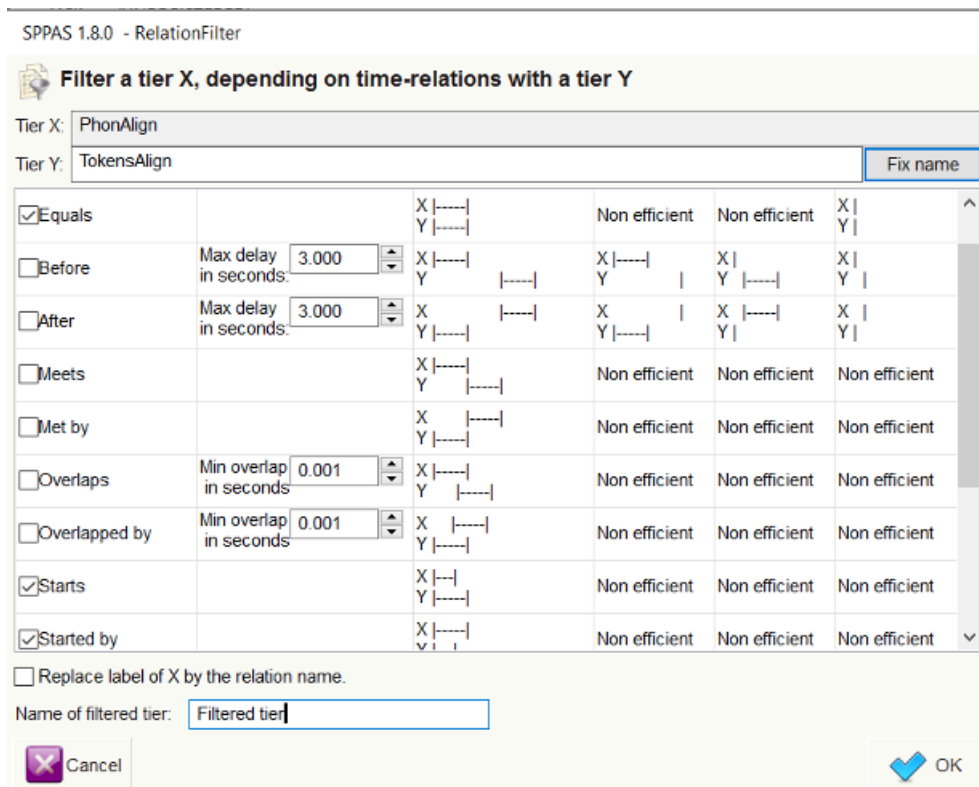 SPPAS 1.8.0 - RelationFilter
Filter a tier X, depending on time-relations with a tier Y
Tier X: PhonAlign
Tier Y: TokensAlign Fix name
Equals X |-----| Non efficient Non efficient X |
Y |-----| Y |
Before Max delay 3.000 X |-----| X |-----| X | X |
in seconds: Y |-----| Y | Y |-----| Y |
After Max delay 3.000 X |-----| X | X |-----| X |
in seconds: Y |-----| Y |-----| Y | Y |
Meets X |-----| Non efficient Non efficient Non efficient
Y |-----|
Met by X |-----| Non efficient Non efficient Non efficient
Y |-----|
Overlaps Min overlap 0.001 X |-----| Non efficient Non efficient Non efficient
in seconds Y |-----|
Overlapped by Min overlap 0.001 X |-----| Non efficient Non efficient Non efficient
in seconds Y |-----|
Starts X |---| Non efficient Non efficient Non efficient
Y |-----|
Started by X |-----| Non efficient Non efficient Non efficient
Replace label of X by the relation name.
Name of filtered tier: Filtered tier
Cancel OK